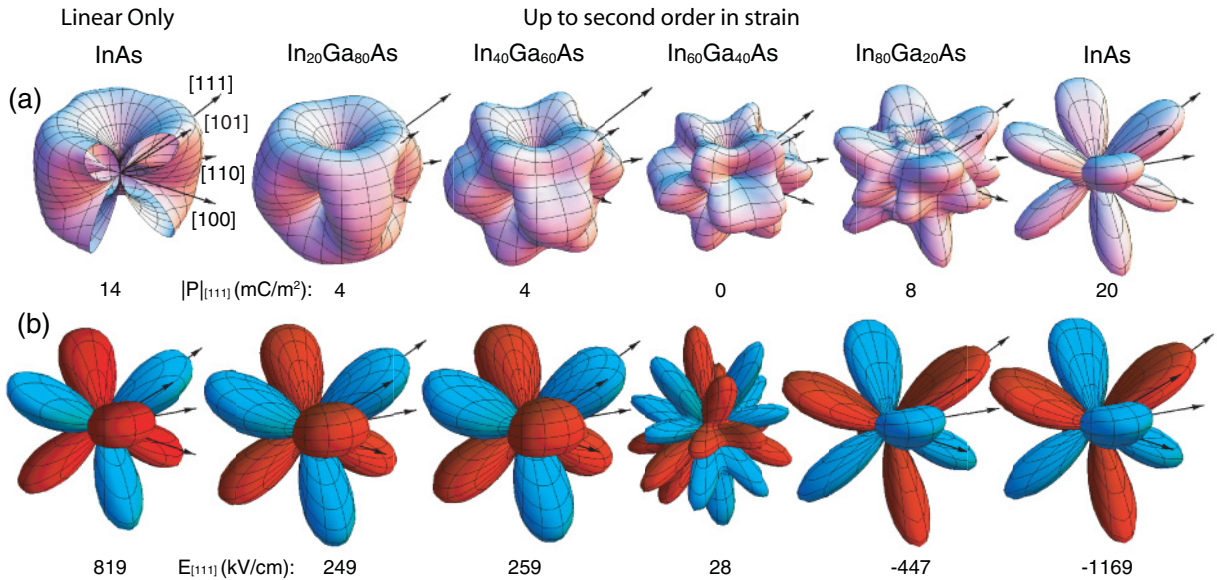 Linear Only Up to second order in strain
InAs In20Ga80As In40Ga60As In60Ga40As In80Ga20As InAs
(a)
[111]
[101]
[110]
[100]
14 |P|[111] (mC/m²): 4 4 0 8 20
(b)
819 E[111] (kV/cm): 249 259 28 -447 -1169